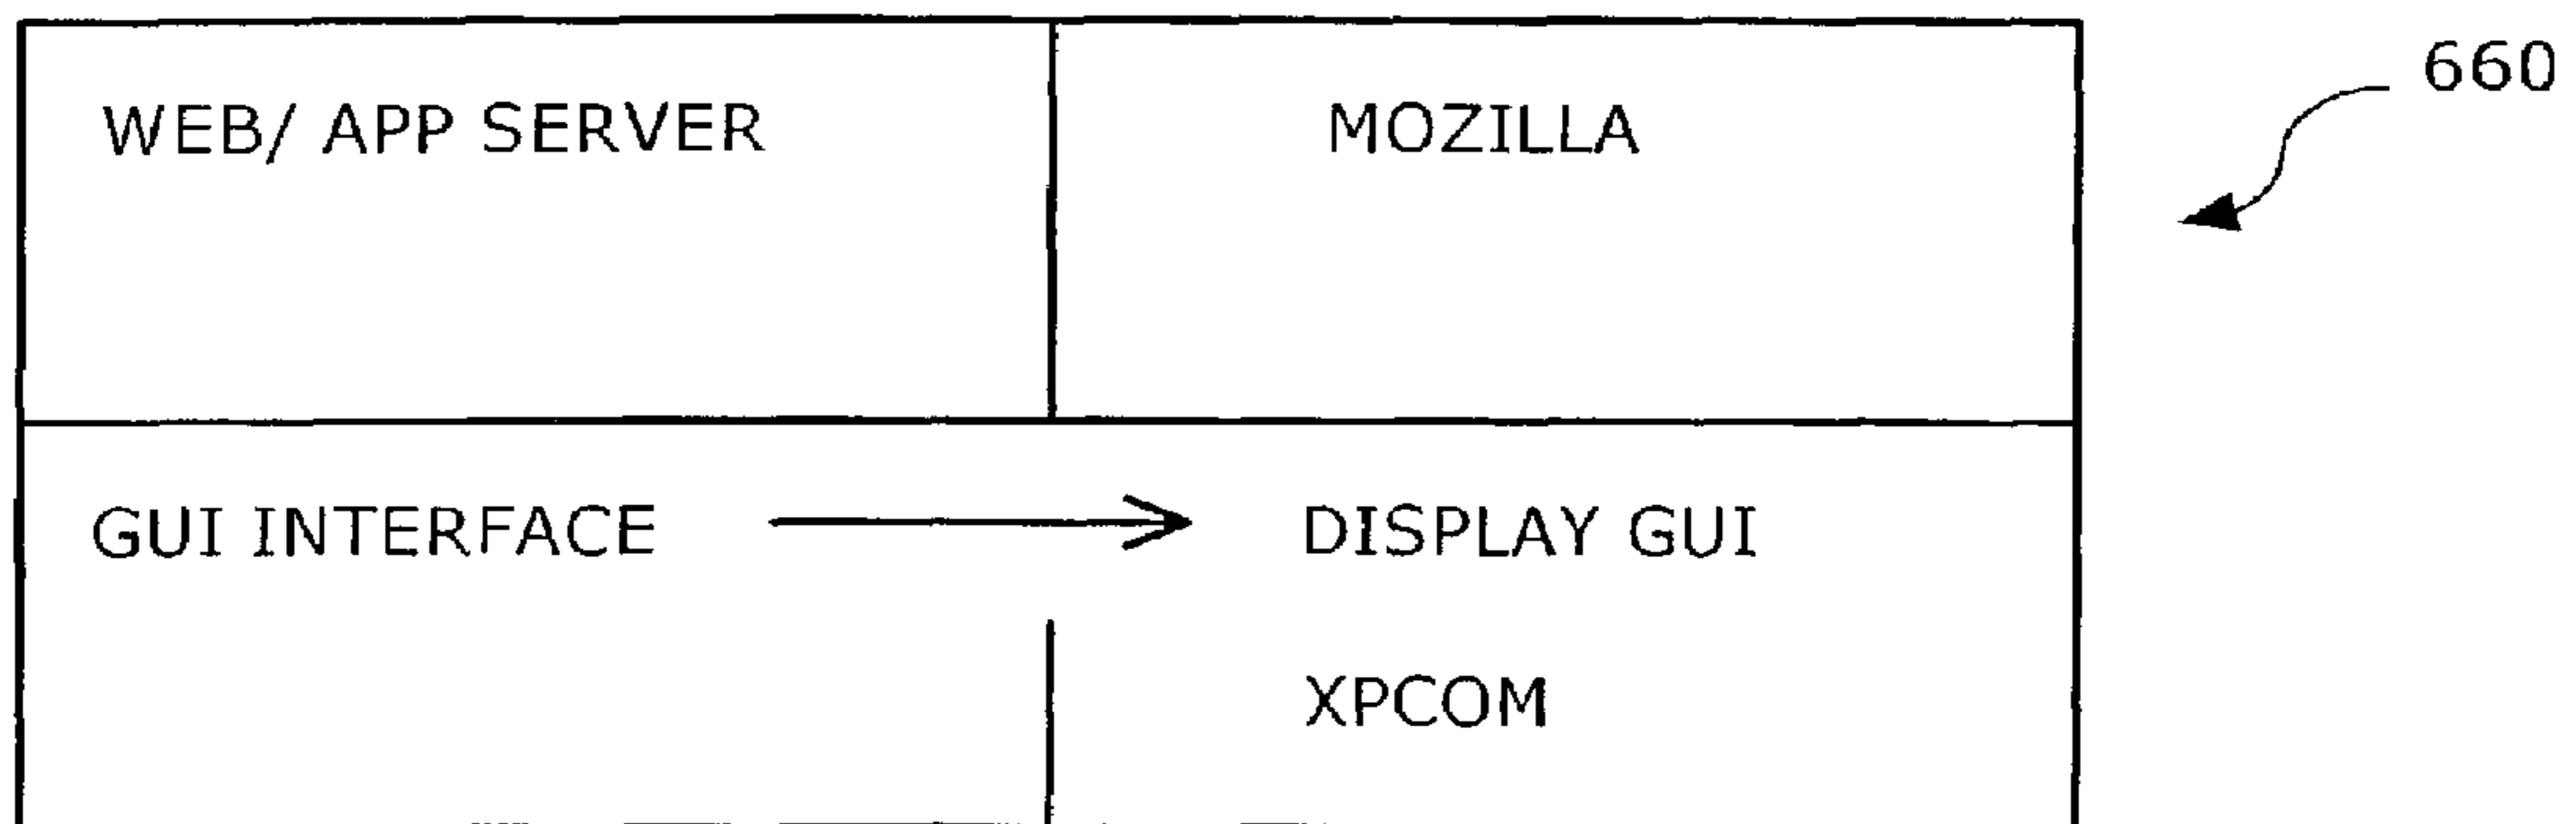 WEB/ APP SERVER
MOZILLA
660
GUI INTERFACE
DISPLAY GUI
XPCOM